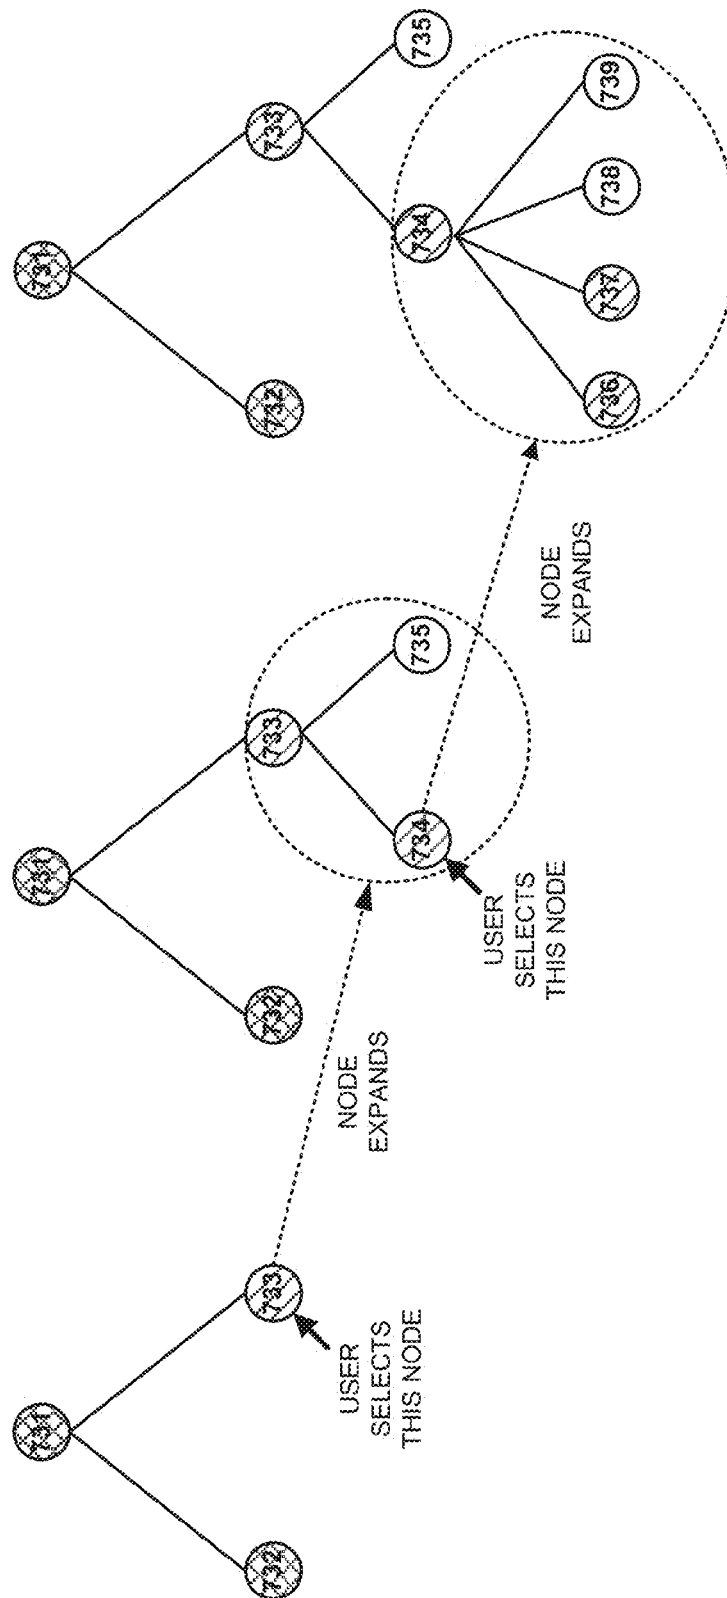 731
732
733
USER
SELECTS
THIS NODE
NODE
EXPANDS
731
732
733
734
735
USER
SELECTS
THIS NODE
NODE
EXPANDS
731
732
733
734
735
736
737
738
739